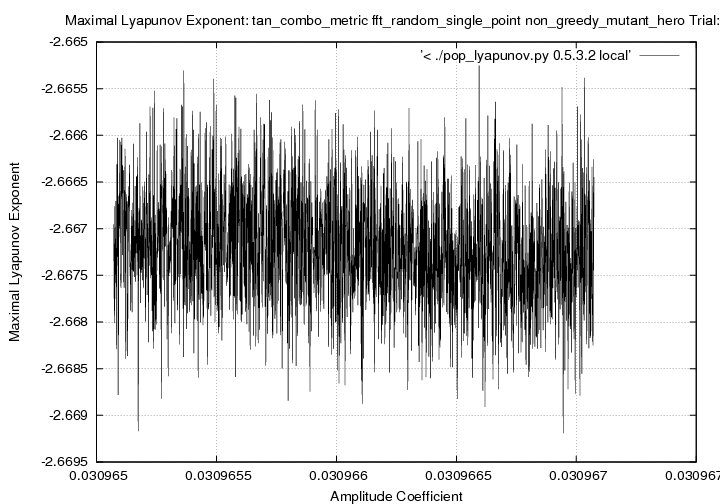 Maximal Lyapunov Exponent: tan_combo_metric fft_random_single_point non_greedy_mutant_hero Trial:
'< ./pop_lyapunov.py 0.5.3.2 local'
-2.665
-2.6655
-2.666
-2.6665
-2.667
-2.6675
-2.668
-2.6685
-2.669
-2.6695
Maximal Lyapunov Exponent
0.030965 0.0309655 0.030966 0.0309665 0.030967 0.0309675
Amplitude Coefficient